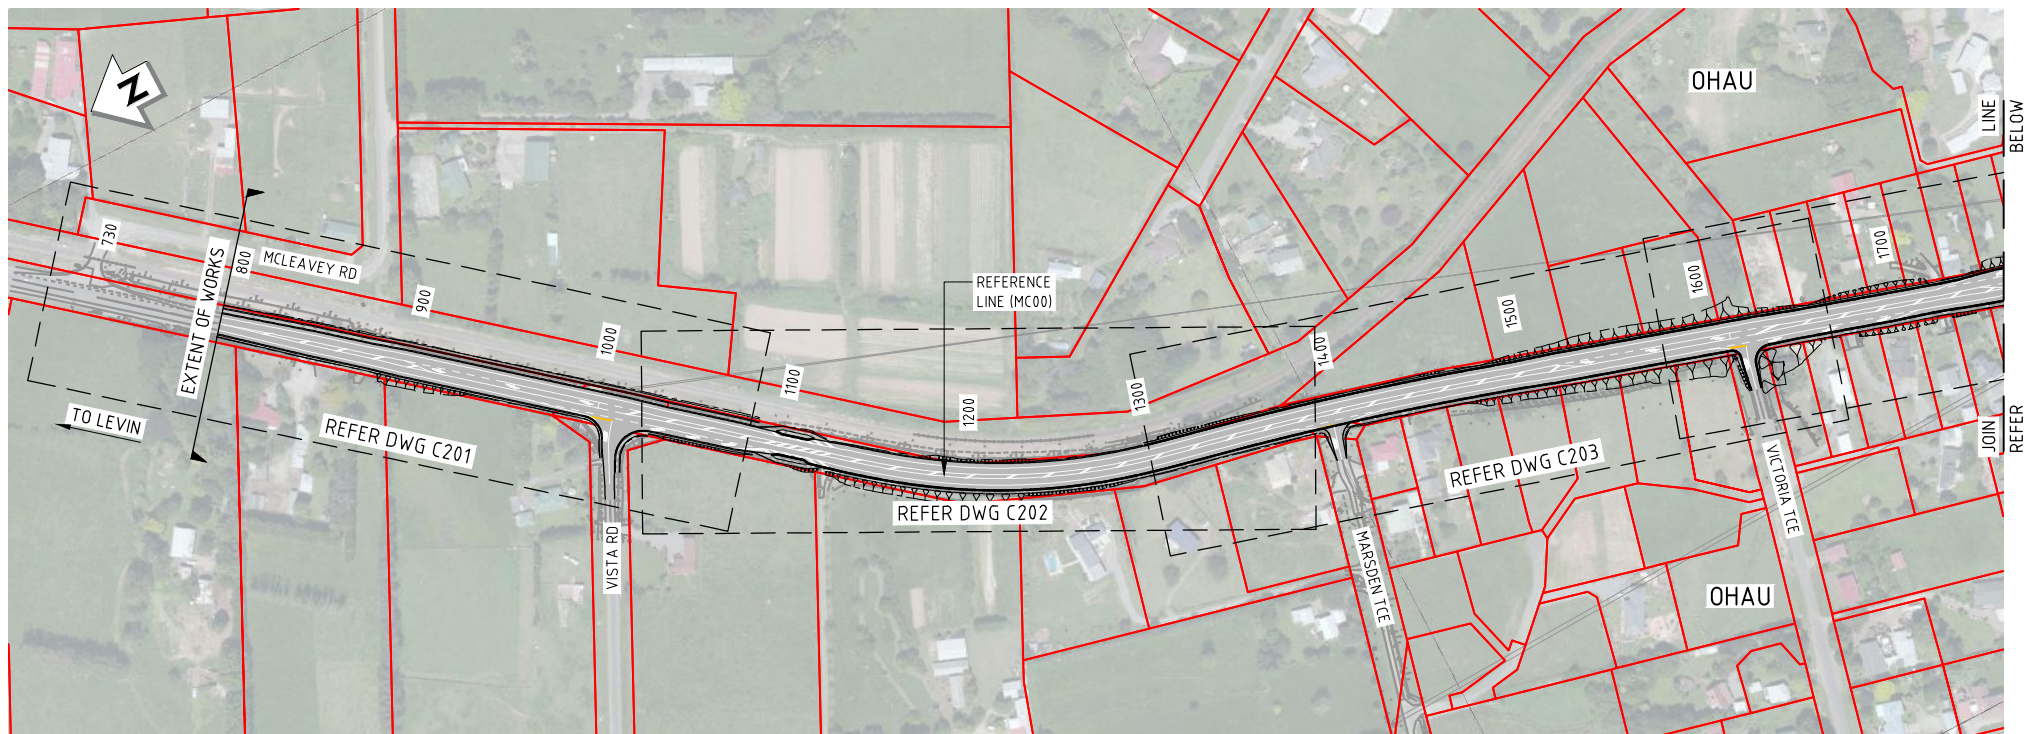 N
OHAU
LINE
BELOW
730
EXTENT OF WORKS
800
MCLEAVEY RD
900
1000
1100
1200
REFERENCE
LINE (MC00)
1300
1400
1500
1600
1700
TO LEVIN
REFER DWG C201
REFER DWG C202
REFER DWG C203
JOIN
REFER
VISTA RD
MARSDEN TCE
VICTORIA TCE
OHAU